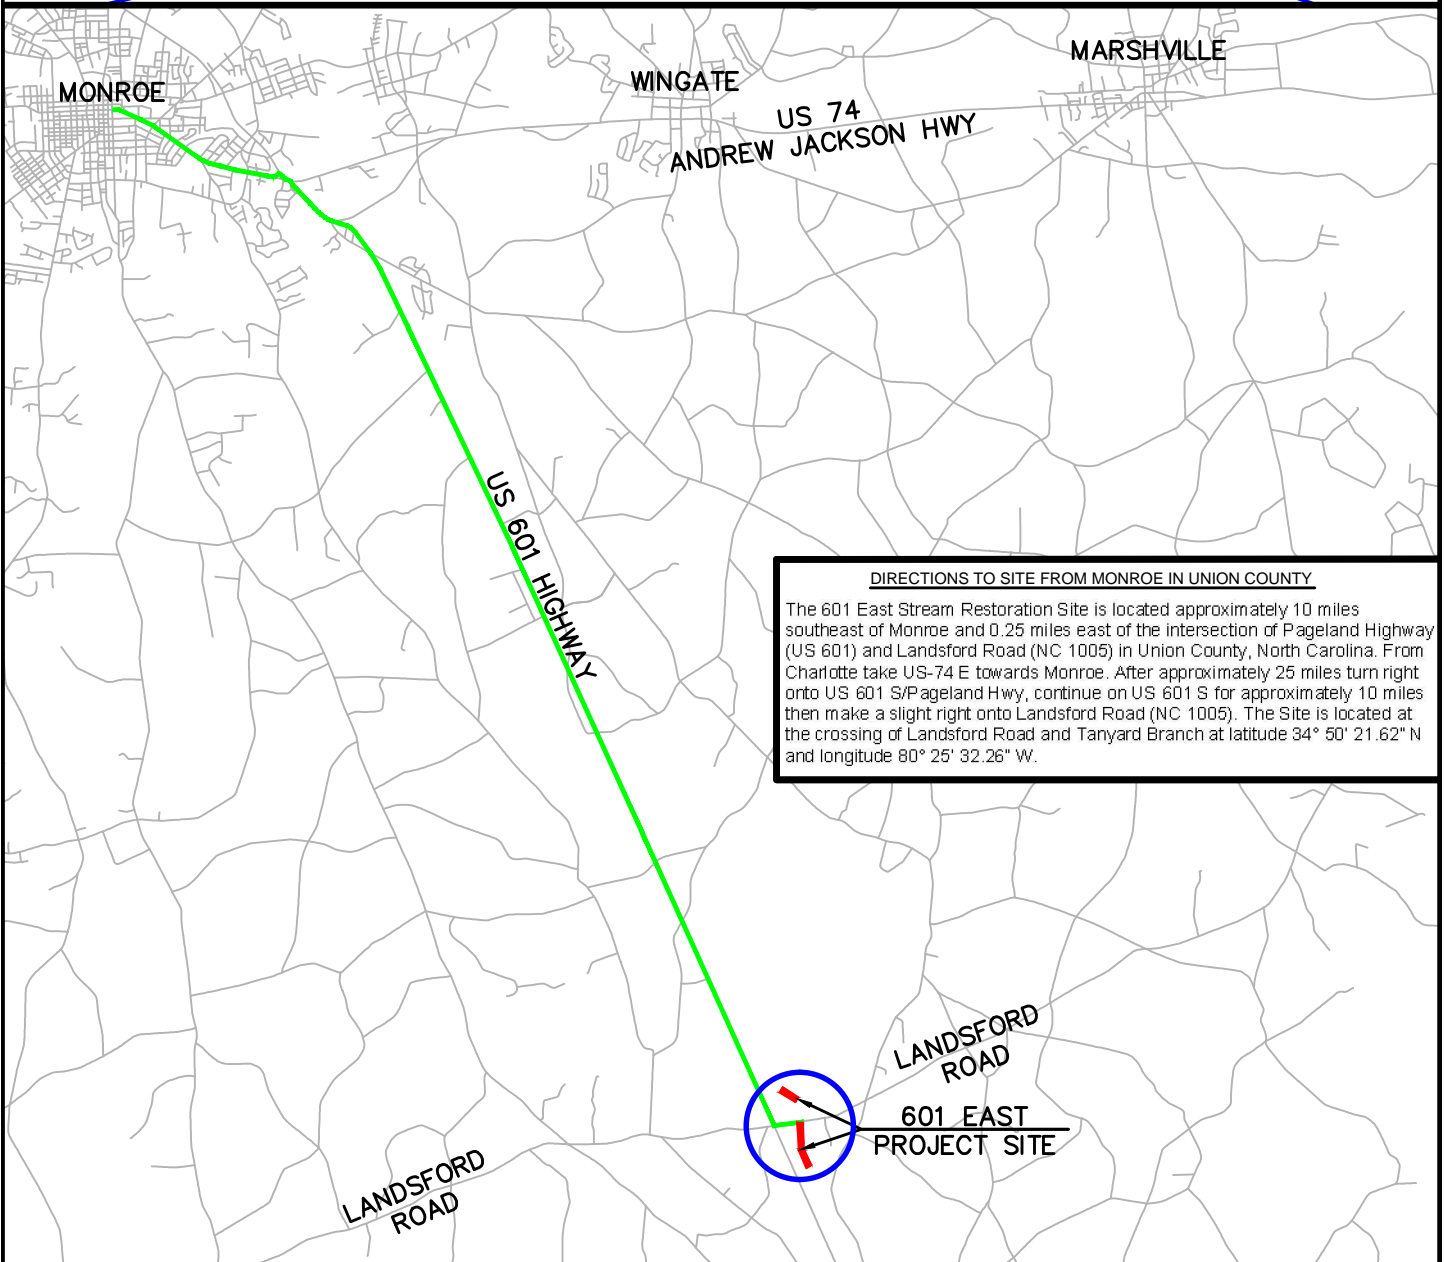 MONROE
WINGATE
MARSHVILLE
US 74
ANDREW JACKSON HWY
US 601 HIGHWAY
DIRECTIONS TO SITE FROM MONROE IN UNION COUNTY
The 601 East Stream Restoration Site is located approximately 10 miles
southeast of Monroe and 0.25 miles east of the intersection of Pageland Highway
(US 601) and Landsford Road (NC 1005) in Union County, North Carolina. From
Charlotte take US-74 E towards Monroe. After approximately 25 miles turn right
onto US 601 S/Pageland Hwy, continue on US 601 S for approximately 10 miles
then make a slight right onto Landsford Road (NC 1005). The Site is located at
the crossing of Landsford Road and Tanyard Branch at latitude 34° 50' 21.62" N
and longitude 80° 25' 32.26" W.
LANDSFORD
ROAD
601 EAST
PROJECT SITE
LANDSFORD
ROAD